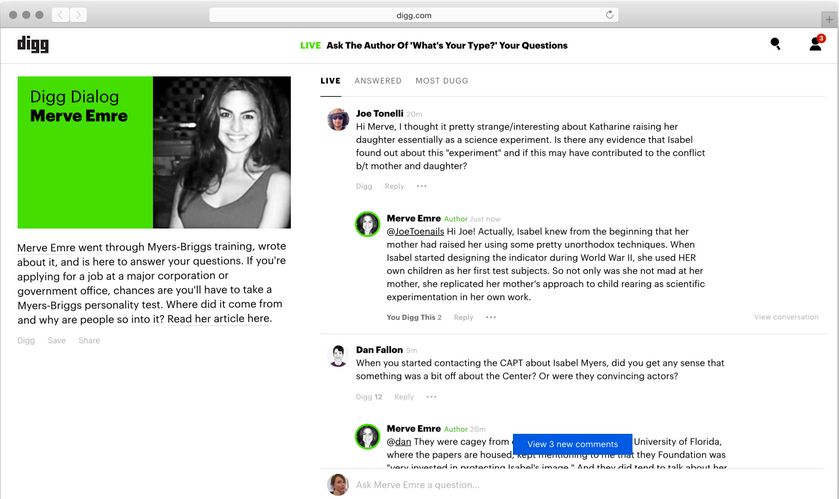 digg.com
digg
LIVE Ask The Author Of 'What's Your Type?' Your Questions
3
Digg Dialog
Merve Emre
Merve Emre went through Myers-Briggs training, wrote
about it, and is here to answer your questions. If you're
applying for a job at a major corporation or
government office, chances are you'll have to take a
Myers-Briggs personality test. Where did it come from
and why are people so into it? Read her article here.
Digg Save Share
LIVE ANSWERED MOST DUGG
Joe Tonelli 20m
Hi Merve, I thought it pretty strange/interesting about Katharine raising her
daughter essentially as a science experiment. Is there any evidence that Isabel
found out about this "experiment" and if this may have contributed to the conflict
b/t mother and daughter?
Digg Reply •••
Merve Emre Author Just now
@JoeToenails Hi Joe! Actually, Isabel knew from the beginning that her
mother had raised her using some pretty unorthodox techniques. When
Isabel started designing the indicator during World War II, she used HER
own children as her first test subjects. So not only was she not mad at her
mother, she replicated her mother's approach to child rearing as scientific
experimentation in her own work.
You Digg This 2 Reply ••• View conversation
Dan Fallon 5m
When you started contacting the CAPT about Isabel Myers, did you get any sense that
something was a bit off about the Center? Or were they convincing actors?
Digg 12 Reply •••
Merve Emre Author 20m
@dan They were cagey from University of Florida,
View 3 new comments
where the papers are housed, kept mentioning to me that they Foundation was
"very invested in protecting Isabel's image." And they did tend to talk about her
Ask Merve Emre a question...